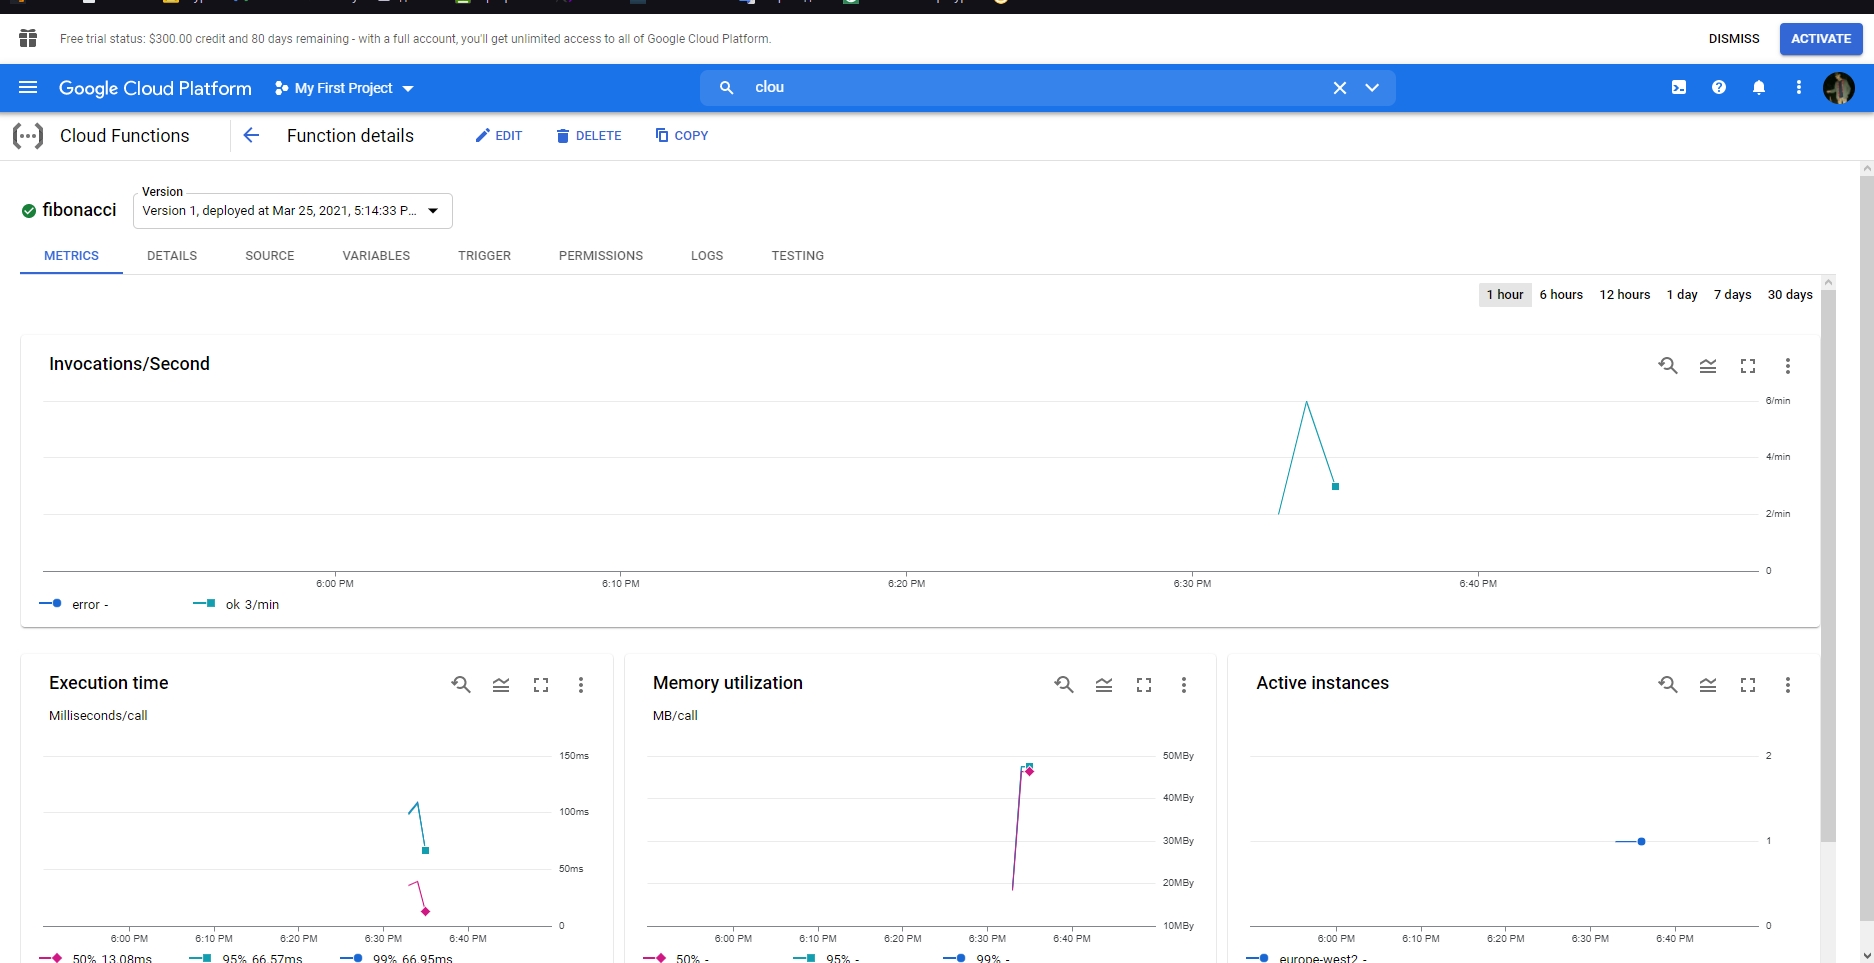 Free trial status: $300.00 credit and 80 days remaining - with a full account, you'll get unlimited access to all of Google Cloud Platform.
DISMISS
ACTIVATE
Google Cloud Platform
My First Project
clou
Cloud Functions
Function details
EDIT
DELETE
COPY
fibonacci
Version
Version 1, deployed at Mar 25, 2021, 5:14:33 P...
METRICS
DETAILS
SOURCE
VARIABLES
TRIGGER
PERMISSIONS
LOGS
TESTING
1 hour
6 hours
12 hours
1 day
7 days
30 days
Invocations/Second
6/min
4/min
2/min
0
6:00 PM
6:10 PM
6:20 PM
6:30 PM
6:40 PM
error -
ok 3/min
Execution time
Milliseconds/call
150ms
100ms
50ms
0
6:00 PM
6:10 PM
6:20 PM
6:30 PM
6:40 PM
50% 13.08ms
95% 66.57ms
99% 66.95ms
Memory utilization
MB/call
50MBy
40MBy
30MBy
20MBy
10MBy
6:00 PM
6:10 PM
6:20 PM
6:30 PM
6:40 PM
50% -
95% -
99% -
Active instances
2
1
0
6:00 PM
6:10 PM
6:20 PM
6:30 PM
6:40 PM
europe-west2 -